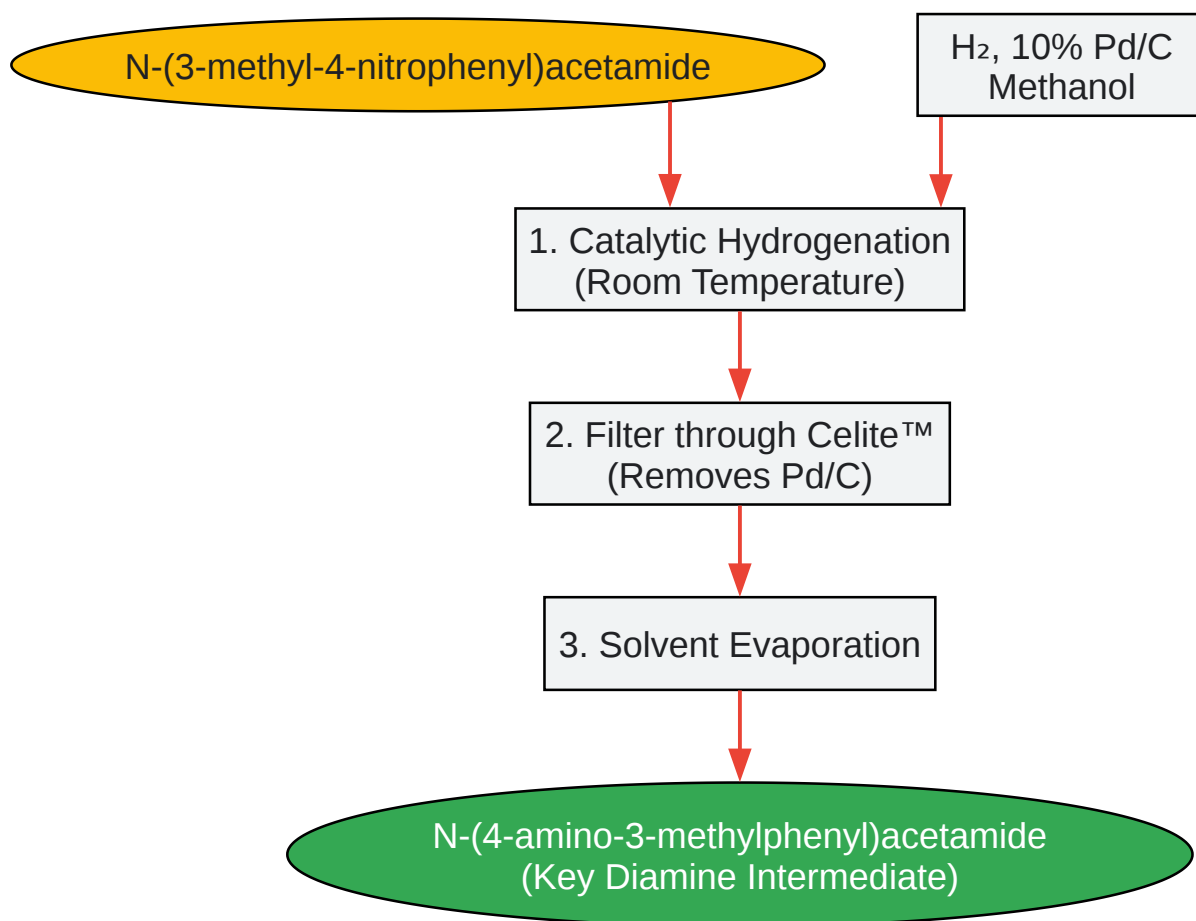 N-(3-methyl-4-nitrophenyl)acetamide
H₂, 10% Pd/C
Methanol
1. Catalytic Hydrogenation
(Room Temperature)
2. Filter through Celite™
(Removes Pd/C)
3. Solvent Evaporation
N-(4-amino-3-methylphenyl)acetamide
(Key Diamine Intermediate)